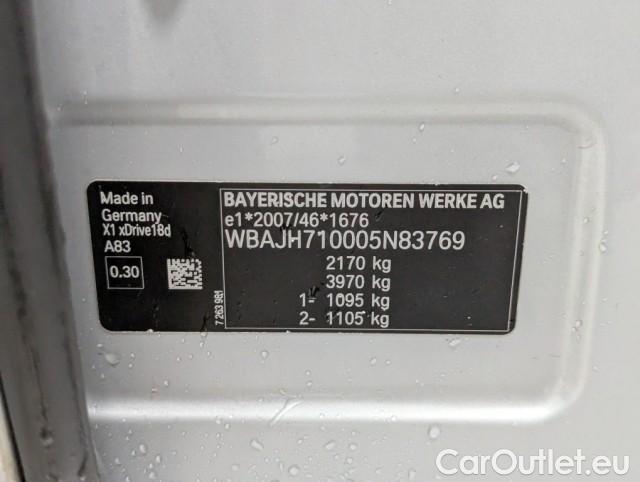 Made in
Germany
X1 xDrive18d
A83
0.30
7 263 981
BAYERISCHE MOTOREN WERKE AG
e1*2007/46*1676
WBAJH710005N83769
2170 kg
3970 kg
1- 1095 kg
2- 1105 kg
CarOutlet.eu